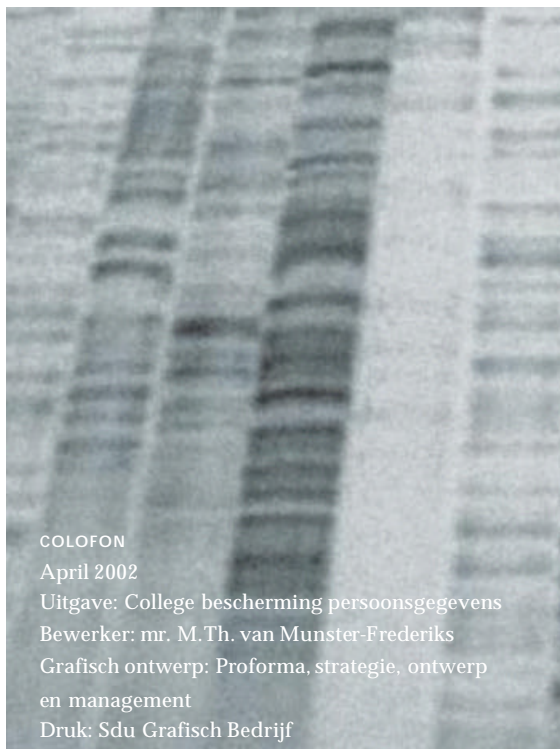 COLOFON
April 2002
Uitgave: College bescherming persoonsgegevens
Bewerker: mr. M.Th. van Munster-Frederiks
Grafisch ontwerp: Proforma, strategie, ontwerp
en management
Druk: Sdu Grafisch Bedrijf